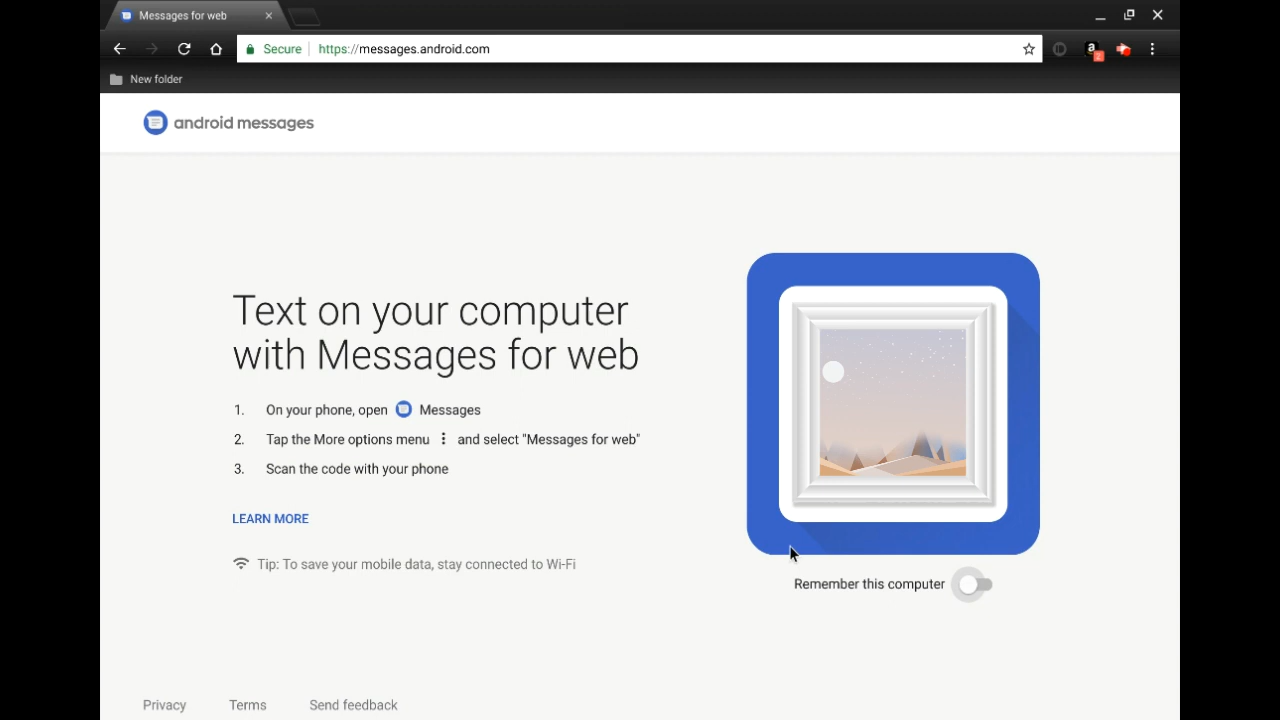 Messages for web
Secure https://messages.android.com
New folder
android messages
Text on your computer
with Messages for web
1. On your phone, open Messages
2. Tap the More options menu and select "Messages for web"
3. Scan the code with your phone
LEARN MORE
Tip: To save your mobile data, stay connected to Wi-Fi
Remember this computer
Privacy Terms Send feedback